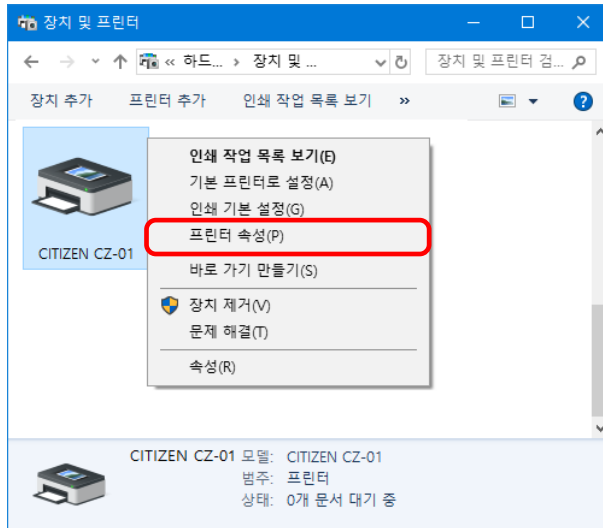 장치 및 프린터
« 하드... › 장치 및 ...
장치 및 프린터 검...
장치 추가 프린터 추가 인쇄 작업 목록 보기 »
CITIZEN CZ-01
인쇄 작업 목록 보기(E)
기본 프린터로 설정(A)
인쇄 기본 설정(G)
프린터 속성(P)
바로 가기 만들기(S)
장치 제거(V)
문제 해결(T)
속성(R)
CITIZEN CZ-01 모델: CITIZEN CZ-01
범주: 프린터
상태: 0개 문서 대기 중